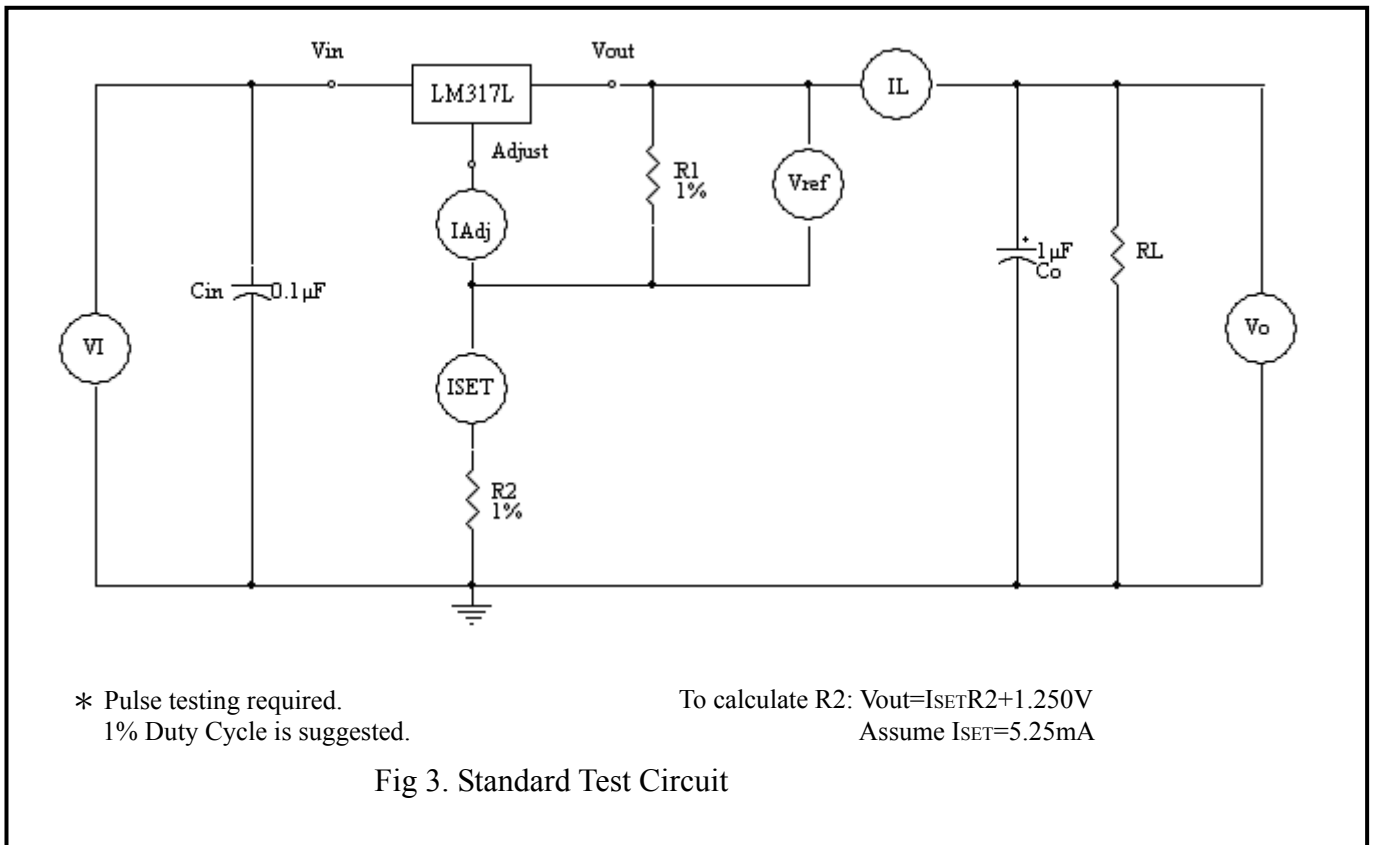 Vin
Vout
LM317L
IL
Adjust
R1
1%
Vref
IAdj
1µF
Co
RL
Cin
0.1µF
VI
Vo
ISET
R2
1%
* Pulse testing required.
1% Duty Cycle is suggested.
To calculate R2: Vout=ISETR2+1.250V
Assume ISET=5.25mA
Fig 3. Standard Test Circuit